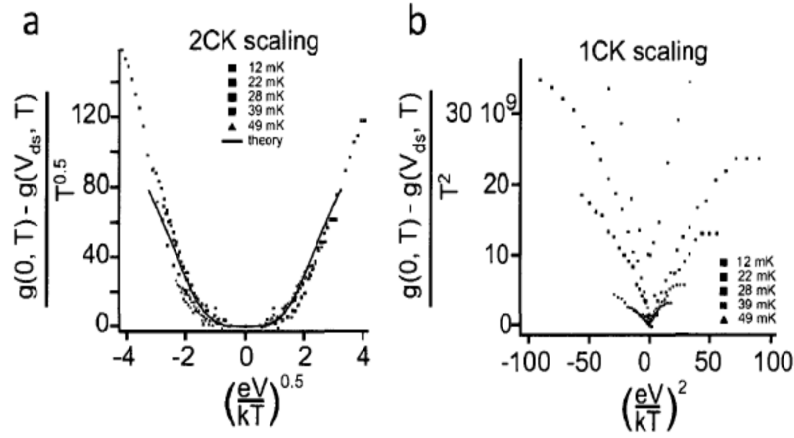 a
2CK scaling
12 mK
22 mK
28 mK
39 mK
49 mK
theory
g(0, T) - g(Vds, T)
T^0.5
120
80
40
0
-4 -2 0 2 4
(eV/kT)^0.5
b
1CK scaling
g(0, T) - g(Vds, T)
T^2
30 10^9
20
10
0
12 mK
22 mK
28 mK
39 mK
49 mK
-100 -50 0 50 100
(eV/kT)^2